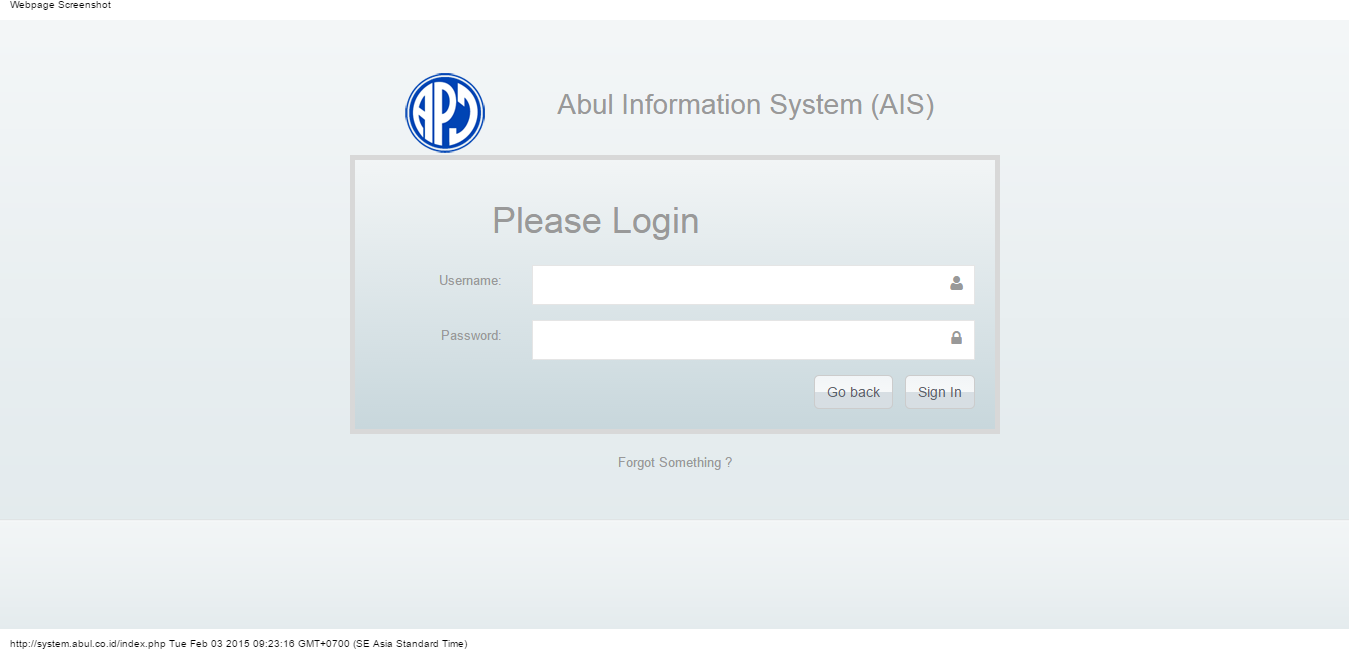 Webpage Screenshot
APJ
Abul Information System (AIS)
Please Login
Username:
Password:
Go back Sign In
Forgot Something ?
http://system.abul.co.id/index.php Tue Feb 03 2015 09:23:16 GMT+0700 (SE Asia Standard Time)